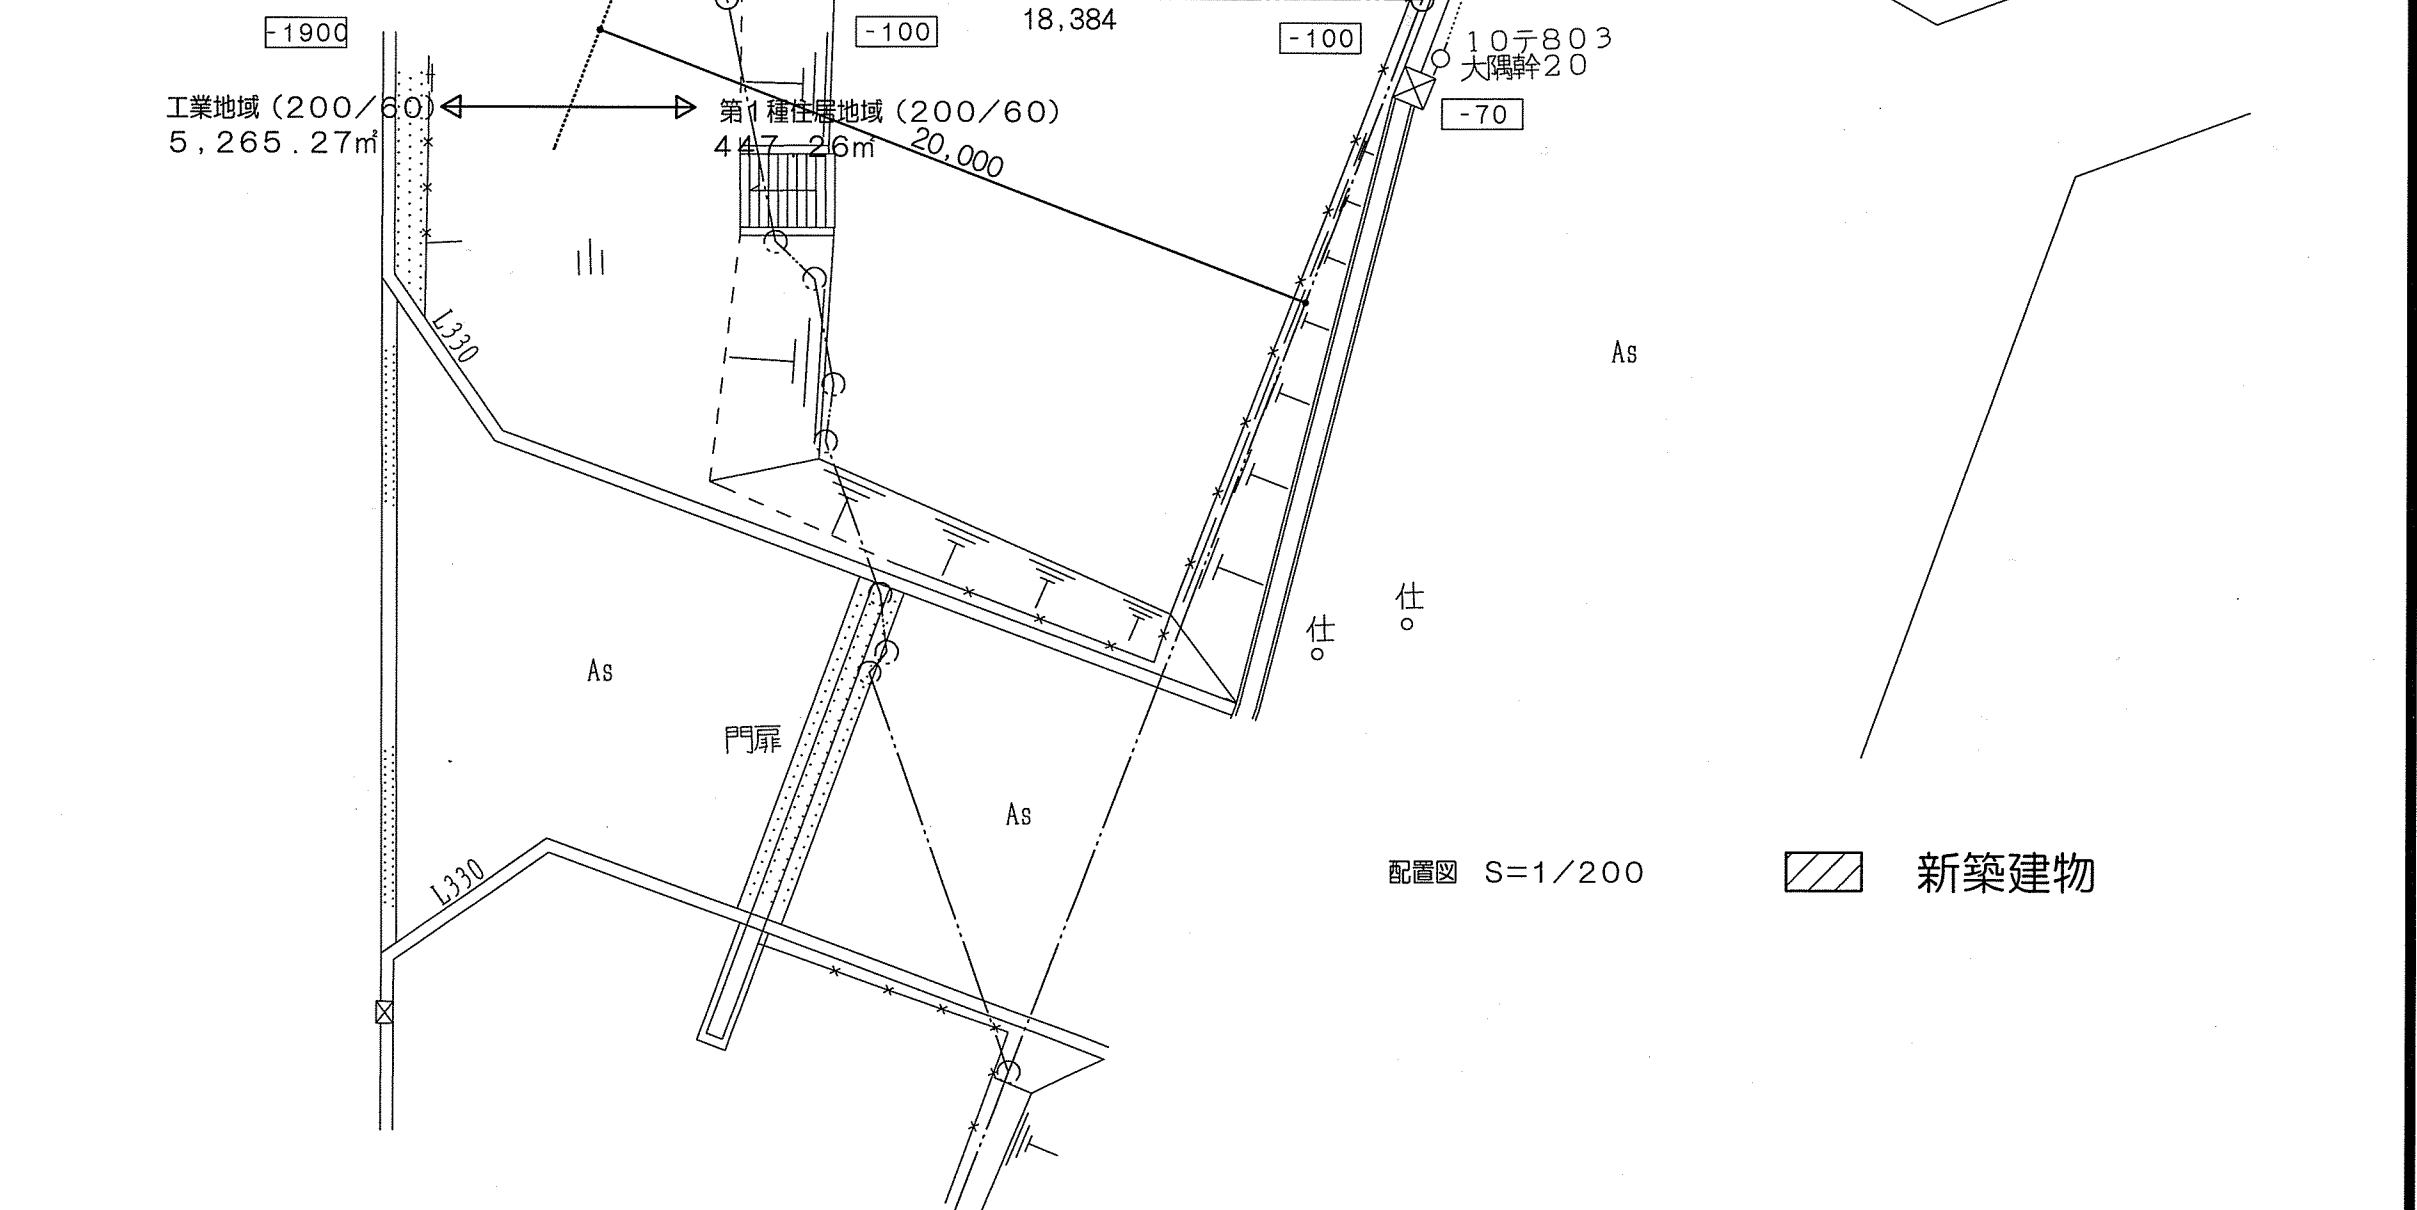 -1900
-100
18,384
-100
10テ803
大隅幹20
-70
工業地域(200/60)
5,265.27㎡
第1種住居地域(200/60)
447.26㎡
20,000
L330
As
仕
仕
As
門扉
As
L330
配置図 S=1/200
新築建物